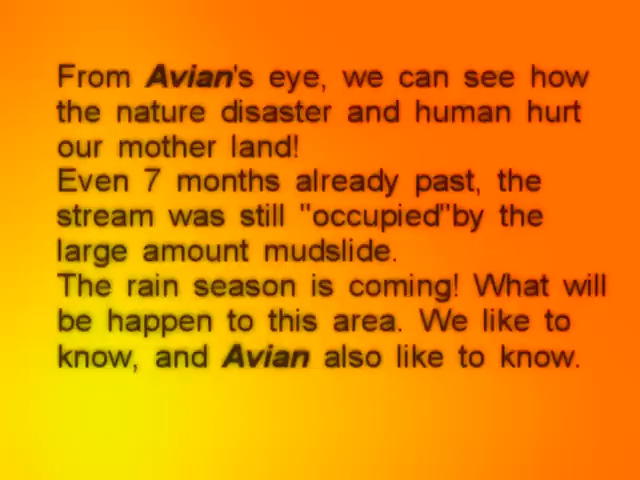 From Avian's eye, we can see how
the nature disaster and human hurt
our mother land!
Even 7 months already past, the
stream was still "occupied"by the
large amount mudslide.
The rain season is coming! What will
be happen to this area. We like to
know, and Avian also like to know.